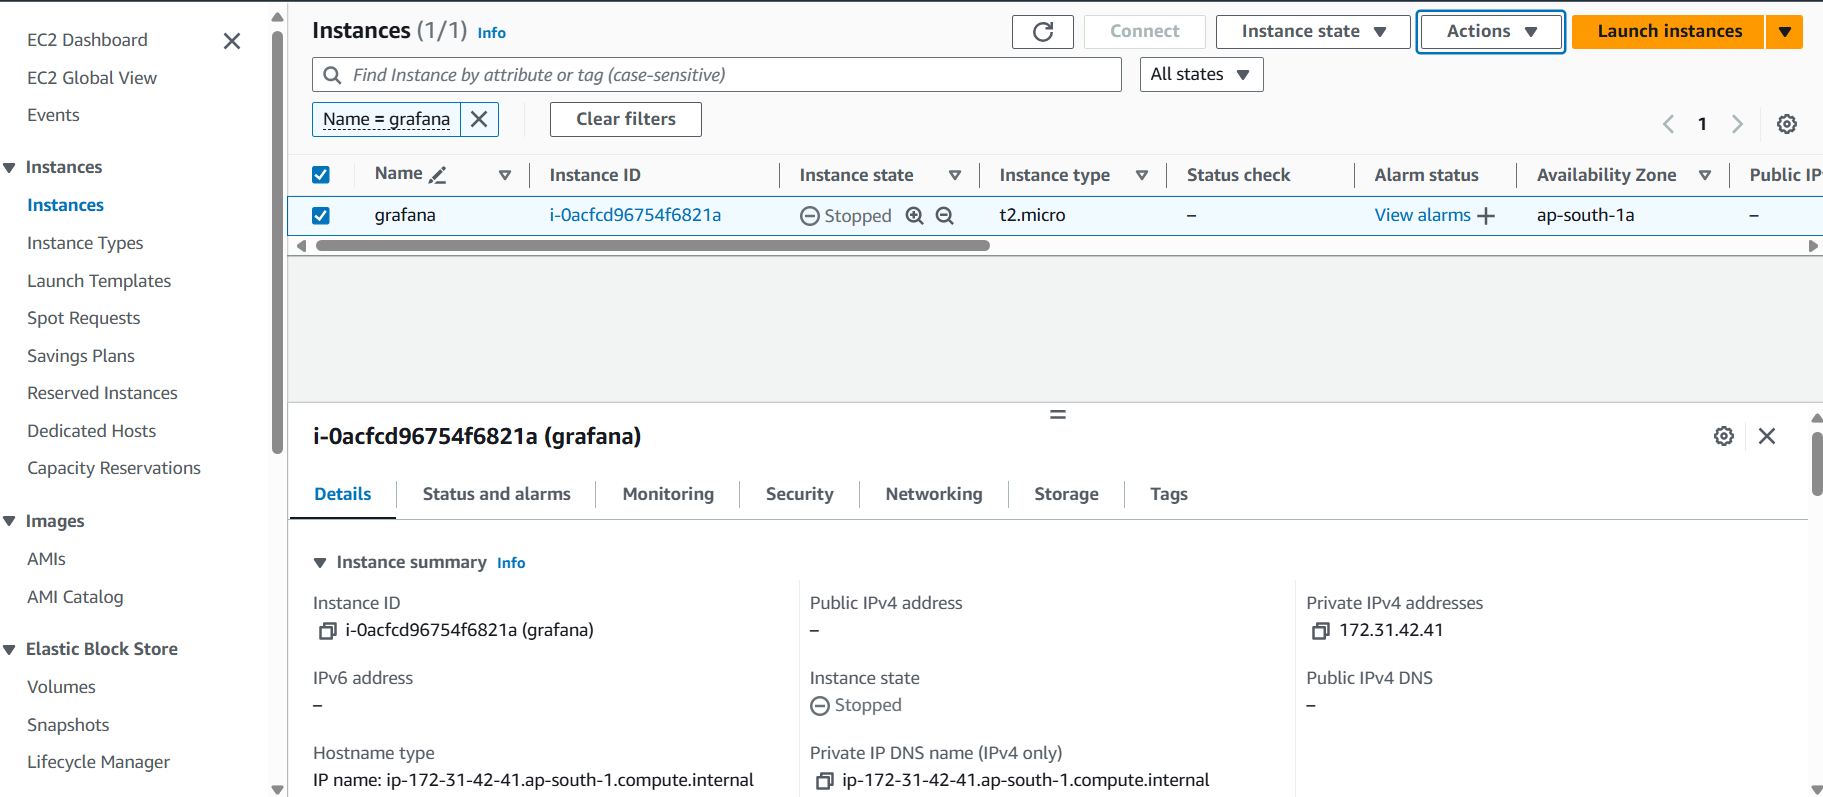 EC2 Dashboard
EC2 Global View
Events
Instances
Instances
Instance Types
Launch Templates
Spot Requests
Savings Plans
Reserved Instances
Dedicated Hosts
Capacity Reservations
Images
AMIs
AMI Catalog
Elastic Block Store
Volumes
Snapshots
Lifecycle Manager
Instances (1/1) Info
Connect
Instance state
Actions
Launch instances
Find Instance by attribute or tag (case-sensitive)
All states
Name = grafana
Clear filters
1
Name Instance ID Instance state Instance type Status check Alarm status Availability Zone Public IP
grafana i-0acfcd96754f6821a Stopped t2.micro – View alarms + ap-south-1a –
i-0acfcd96754f6821a (grafana)
Details Status and alarms Monitoring Security Networking Storage Tags
Instance summary Info
Instance ID
i-0acfcd96754f6821a (grafana)
Public IPv4 address
–
Private IPv4 addresses
172.31.42.41
IPv6 address
–
Instance state
Stopped
Public IPv4 DNS
–
Hostname type
IP name: ip-172-31-42-41.ap-south-1.compute.internal
Private IP DNS name (IPv4 only)
ip-172-31-42-41.ap-south-1.compute.internal